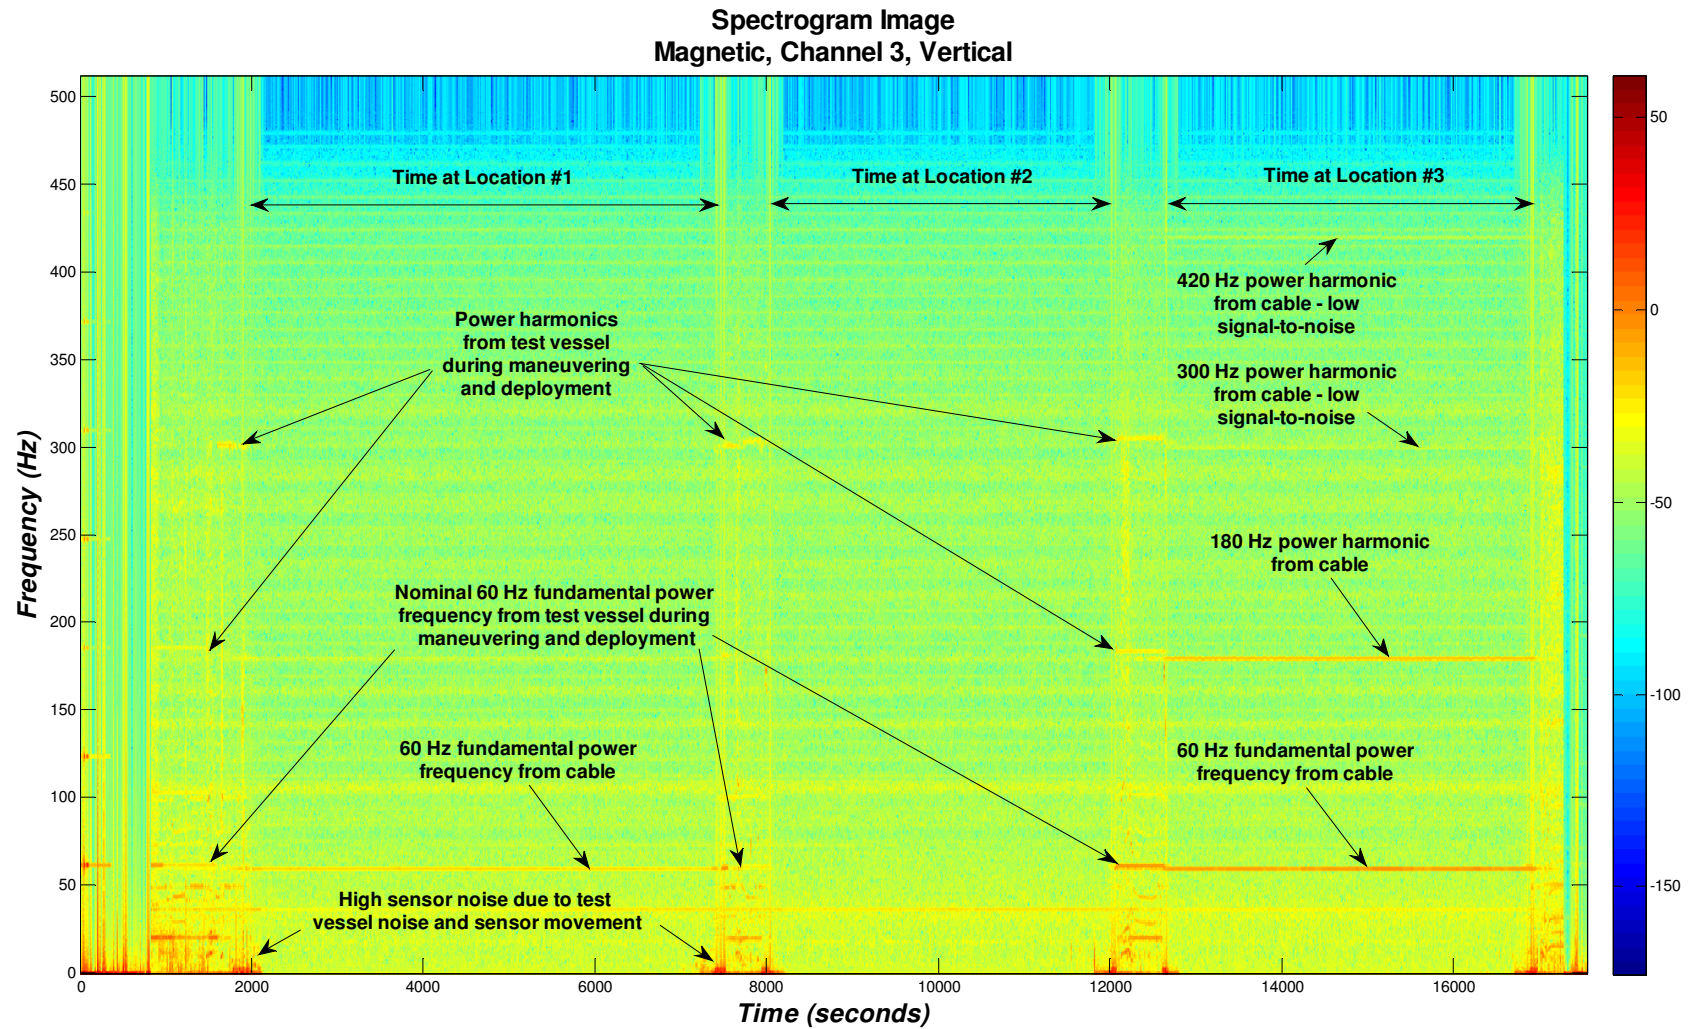 Spectrogram Image
Magnetic, Channel 3, Vertical
Frequency (Hz)
500
450
400
350
300
250
200
150
100
50
0
Time at Location #1
Time at Location #2
Time at Location #3
420 Hz power harmonic
from cable - low
signal-to-noise
Power harmonics
from test vessel
during maneuvering
and deployment
300 Hz power harmonic
from cable - low
signal-to-noise
180 Hz power harmonic
from cable
Nominal 60 Hz fundamental power
frequency from test vessel during
maneuvering and deployment
60 Hz fundamental power
frequency from cable
60 Hz fundamental power
frequency from cable
High sensor noise due to test
vessel noise and sensor movement
0
2000
4000
6000
8000
10000
12000
14000
16000
Time (seconds)
50
0
-50
-100
-150